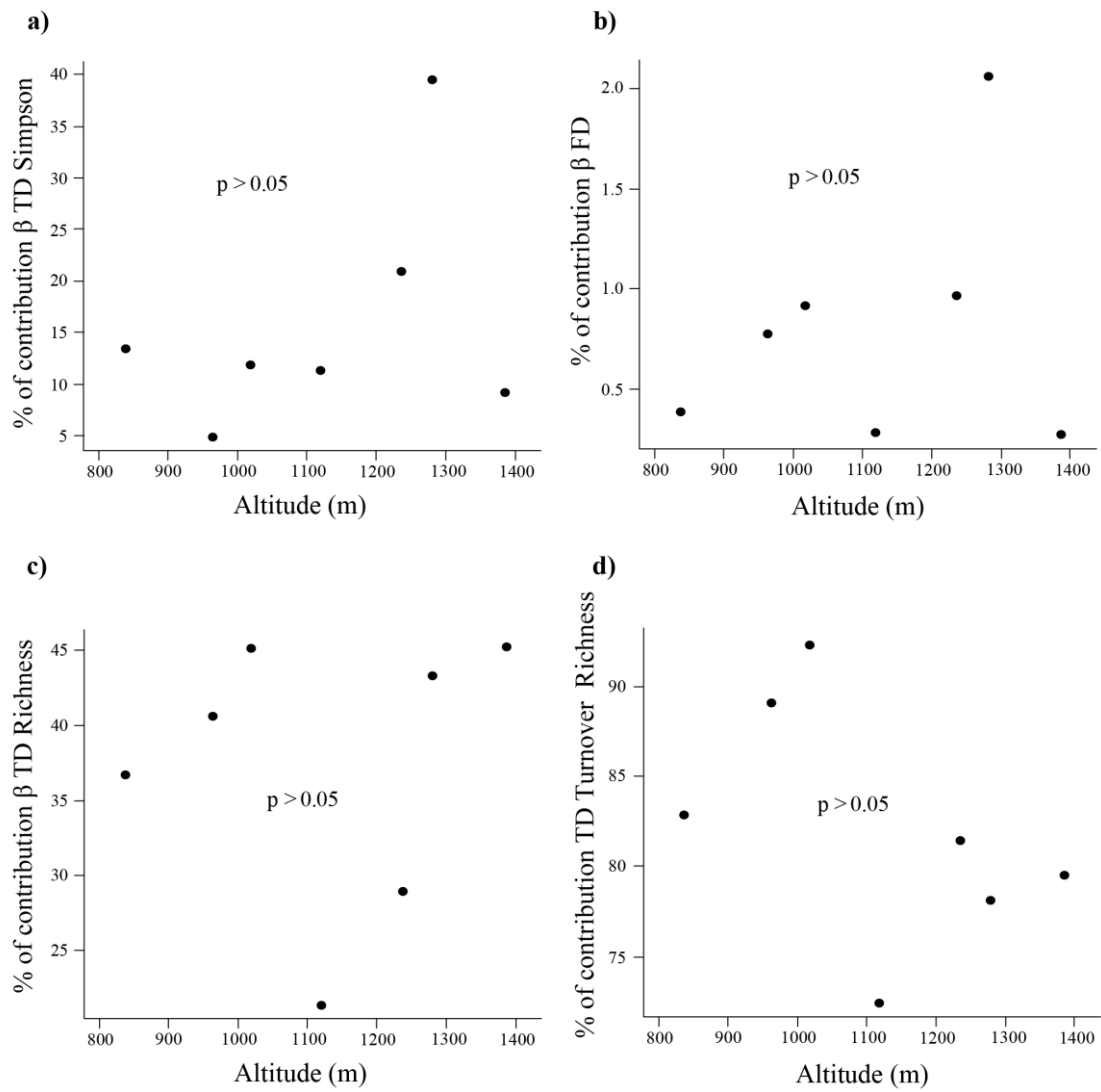 a)
% of contribution β TD Simpson
40
35
30
25
20
15
10
5
p > 0.05
800 900 1000 1100 1200 1300 1400
Altitude (m)
b)
% of contribution β FD
2.0
1.5
1.0
0.5
p > 0.05
800 900 1000 1100 1200 1300 1400
Altitude (m)
c)
% of contribution β TD Richness
45
40
35
30
25
p > 0.05
800 900 1000 1100 1200 1300 1400
Altitude (m)
d)
% of contribution TD Turnover Richness
90
85
80
75
p > 0.05
800 900 1000 1100 1200 1300 1400
Altitude (m)